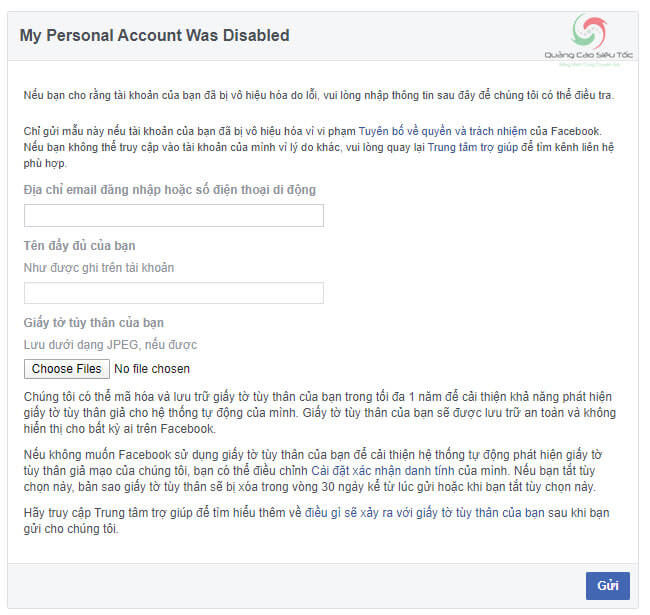 My Personal Account Was Disabled
Quảng Cáo Siêu Tốc
Nếu bạn cho rằng tài khoản của bạn đã bị vô hiệu hóa do lỗi, vui lòng nhập thông tin sau đây để chúng tôi có thể điều tra.
Chỉ gửi mẫu này nếu tài khoản của bạn đã bị vô hiệu hóa vì vi phạm Tuyên bố về quyền và trách nhiệm của Facebook.
Nếu bạn không thể truy cập vào tài khoản của mình vì lý do khác, vui lòng quay lại Trung tâm trợ giúp để tìm kênh liên hệ
phù hợp.
Địa chỉ email đăng nhập hoặc số điện thoại di động
Tên đầy đủ của bạn
Như được ghi trên tài khoản
Giấy tờ tùy thân của bạn
Lưu dưới dạng JPEG, nếu được
Choose Files No file chosen
Chúng tôi có thể mã hóa và lưu trữ giấy tờ tùy thân của bạn trong tối đa 1 năm để cải thiện khả năng phát hiện
giấy tờ tùy thân giả cho hệ thống tự động của mình. Giấy tờ tùy thân của bạn sẽ được lưu trữ an toàn và không
hiển thị cho bất kỳ ai trên Facebook.
Nếu không muốn Facebook sử dụng giấy tờ tùy thân của bạn để cải thiện hệ thống tự động phát hiện giấy tờ
tùy thân giả mạo của chúng tôi, bạn có thể điều chỉnh Cài đặt xác nhận danh tính của mình. Nếu bạn tắt tùy
chọn này, bản sao giấy tờ tùy thân sẽ bị xóa trong vòng 30 ngày kể từ lúc gửi hoặc khi bạn tắt tùy chọn này.
Hãy truy cập Trung tâm trợ giúp để tìm hiểu thêm về điều gì sẽ xảy ra với giấy tờ tùy thân của bạn sau khi bạn
gửi cho chúng tôi.
Gửi